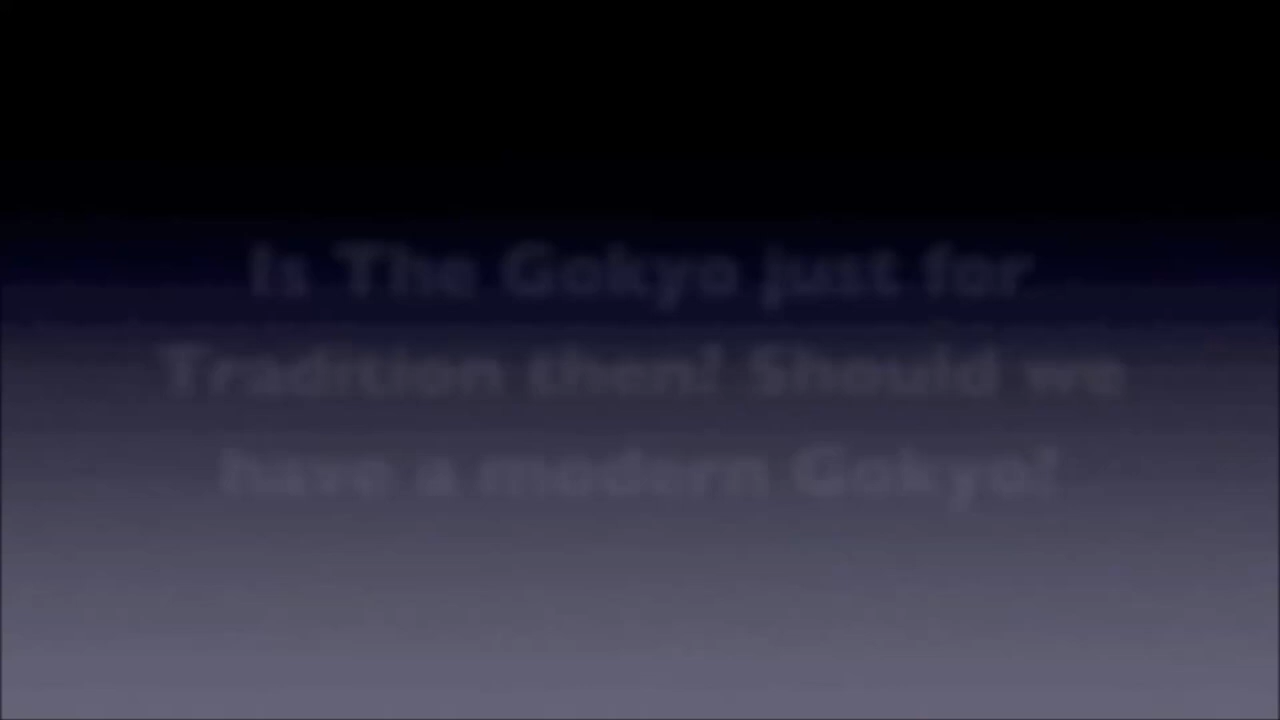 Is The Gokyo just for
Tradition then? Should we
have a modern Gokyo?